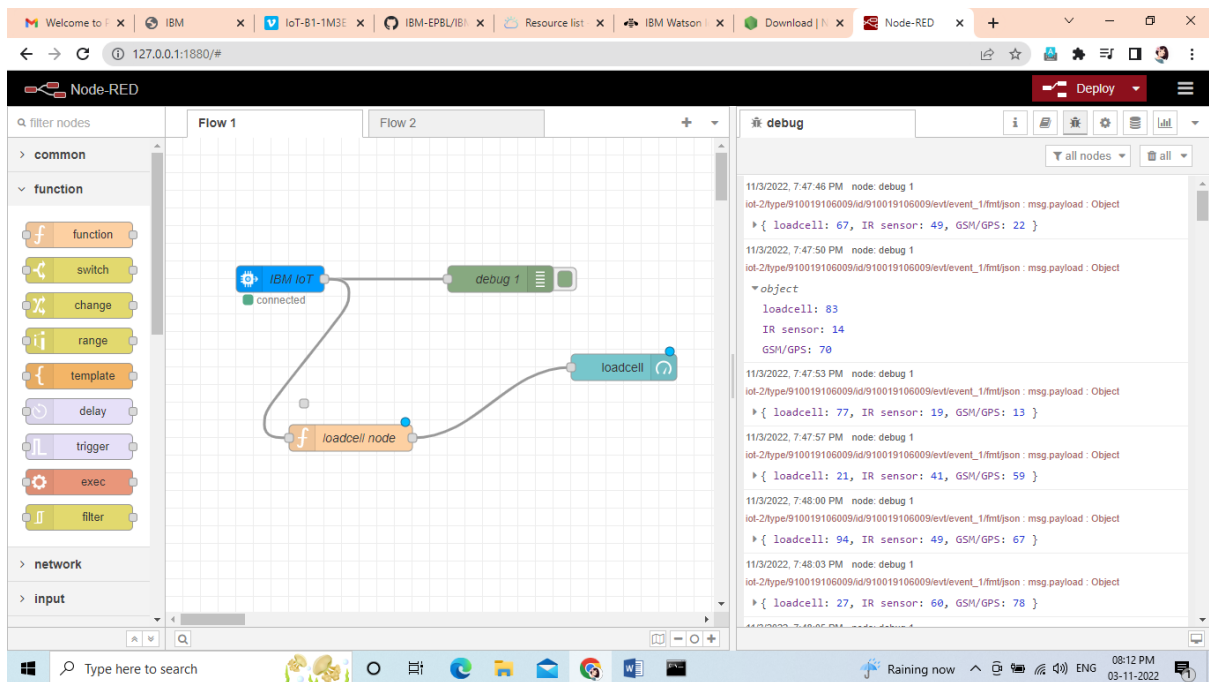 Welcome to F
IBM
IoT-B1-1M3E
IBM-EPBL/IBM
Resource list
IBM Watson I
Download | N
Node-RED
127.0.0.1:1880/#
Node-RED
Deploy
filter nodes
Flow 1
Flow 2
debug
common
all nodes
all
function
function
switch
change
range
template
delay
trigger
exec
filter
network
input
IBM IoT
connected
debug 1
loadcell
loadcell node
11/3/2022, 7:47:46 PM node: debug 1
iot-2/type/910019106009/id/910019106009/evt/event_1/fmt/json : msg.payload : Object
{ loadcell: 67, IR sensor: 49, GSM/GPS: 22 }
11/3/2022, 7:47:50 PM node: debug 1
iot-2/type/910019106009/id/910019106009/evt/event_1/fmt/json : msg.payload : Object
object
loadcell: 83
IR sensor: 14
GSM/GPS: 70
11/3/2022, 7:47:53 PM node: debug 1
iot-2/type/910019106009/id/910019106009/evt/event_1/fmt/json : msg.payload : Object
{ loadcell: 77, IR sensor: 19, GSM/GPS: 13 }
11/3/2022, 7:47:57 PM node: debug 1
iot-2/type/910019106009/id/910019106009/evt/event_1/fmt/json : msg.payload : Object
{ loadcell: 21, IR sensor: 41, GSM/GPS: 59 }
11/3/2022, 7:48:00 PM node: debug 1
iot-2/type/910019106009/id/910019106009/evt/event_1/fmt/json : msg.payload : Object
{ loadcell: 94, IR sensor: 49, GSM/GPS: 67 }
11/3/2022, 7:48:03 PM node: debug 1
iot-2/type/910019106009/id/910019106009/evt/event_1/fmt/json : msg.payload : Object
{ loadcell: 27, IR sensor: 60, GSM/GPS: 78 }
Type here to search
Raining now
ENG
08:12 PM
03-11-2022